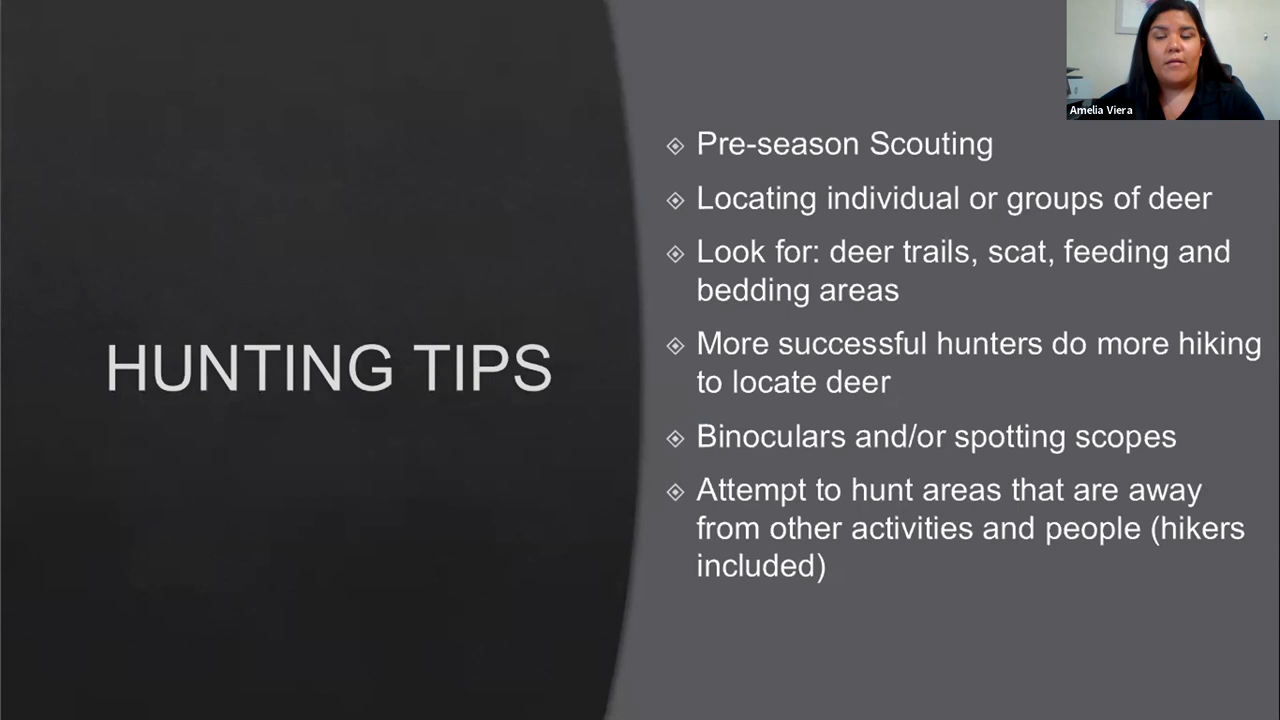 Amelia Viera
HUNTING TIPS
Pre-season Scouting
Locating individual or groups of deer
Look for: deer trails, scat, feeding and
bedding areas
More successful hunters do more hiking
to locate deer
Binoculars and/or spotting scopes
Attempt to hunt areas that are away
from other activities and people (hikers
included)